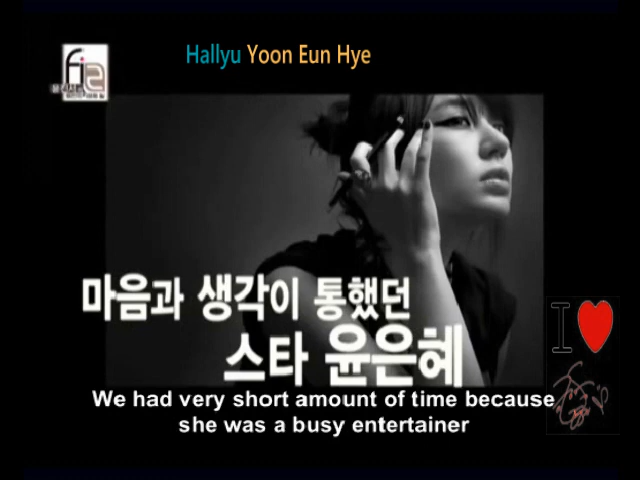 Hallyu Yoon Eun Hye
마음과 생각이 통했던
스타 윤은혜
We had very short amount of time because
she was a busy entertainer
I